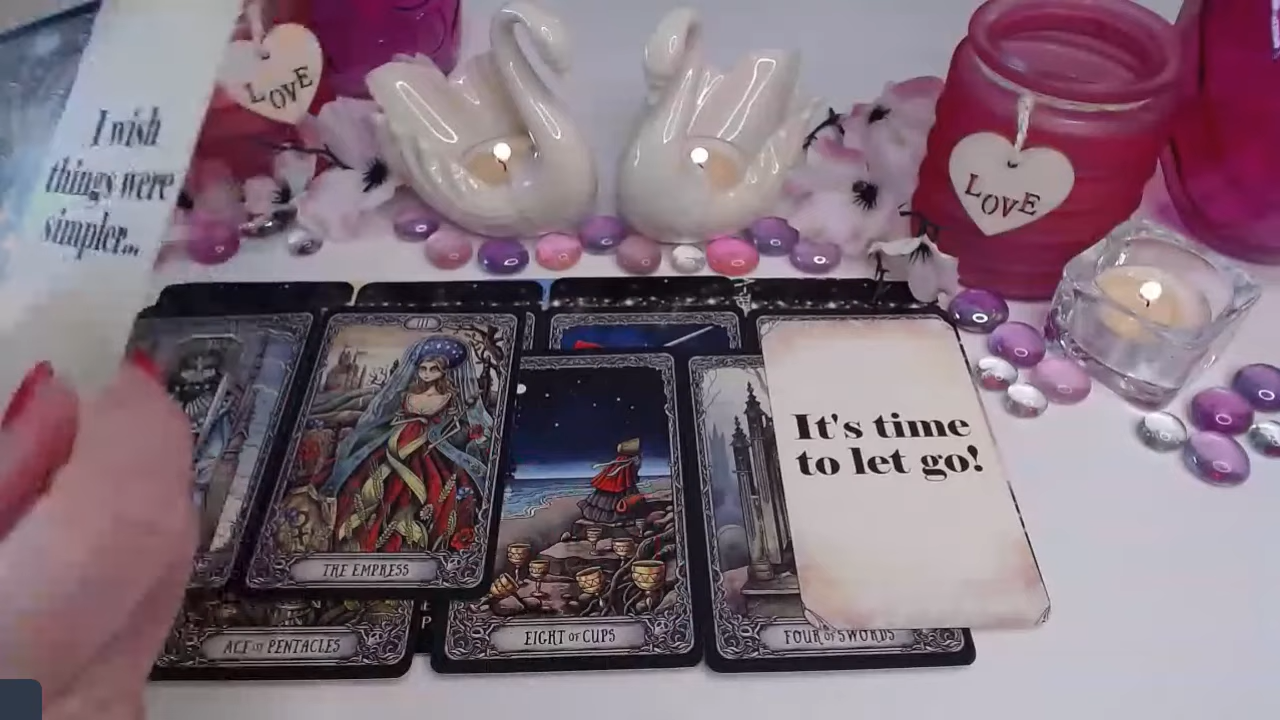 I wish
things were
simpler...
LOVE
LOVE
III
THE EMPRESS
It's time
to let go!
ACE OF PENTACLES
EIGHT OF CUPS
FOUR OF SWORDS
P